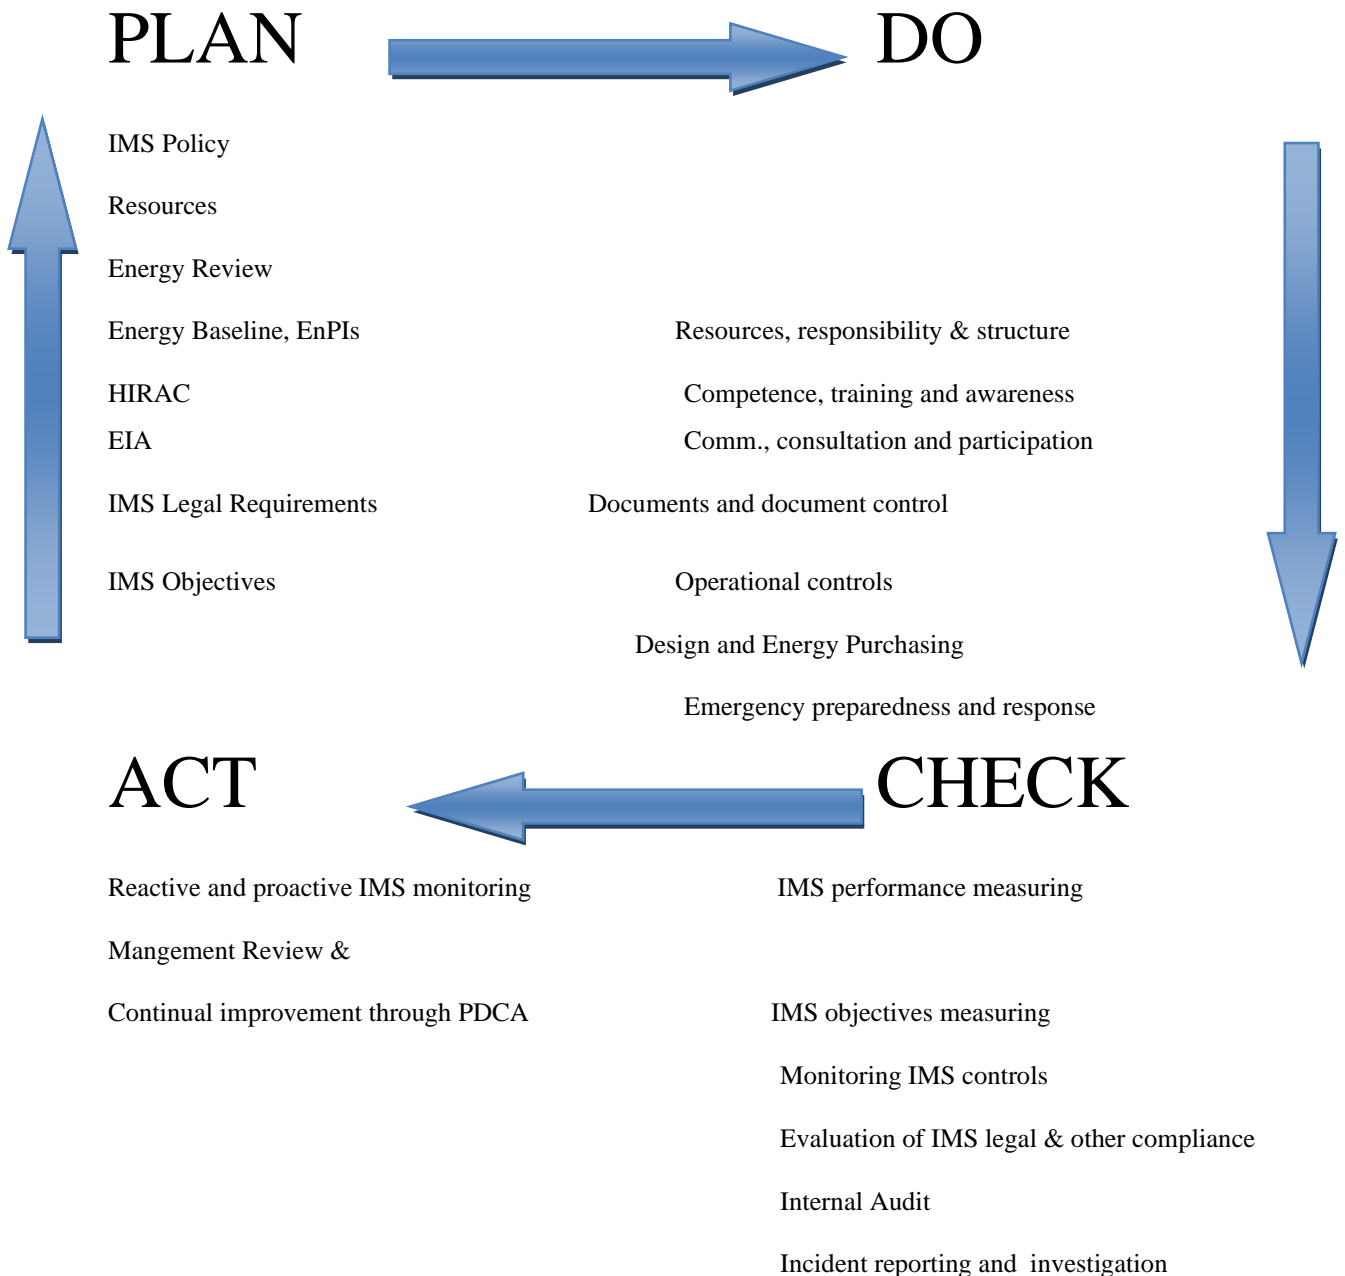 PLAN
DO
IMS Policy
Resources
Energy Review
Energy Baseline, EnPIs
Resources, responsibility & structure
HIRAC
Competence, training and awareness
EIA
Comm., consultation and participation
IMS Legal Requirements
Documents and document control
IMS Objectives
Operational controls
Design and Energy Purchasing
Emergency preparedness and response
ACT
CHECK
Reactive and proactive IMS monitoring
IMS performance measuring
Mangement Review &
Continual improvement through PDCA
IMS objectives measuring
Monitoring IMS controls
Evaluation of IMS legal & other compliance
Internal Audit
Incident reporting and  investigation